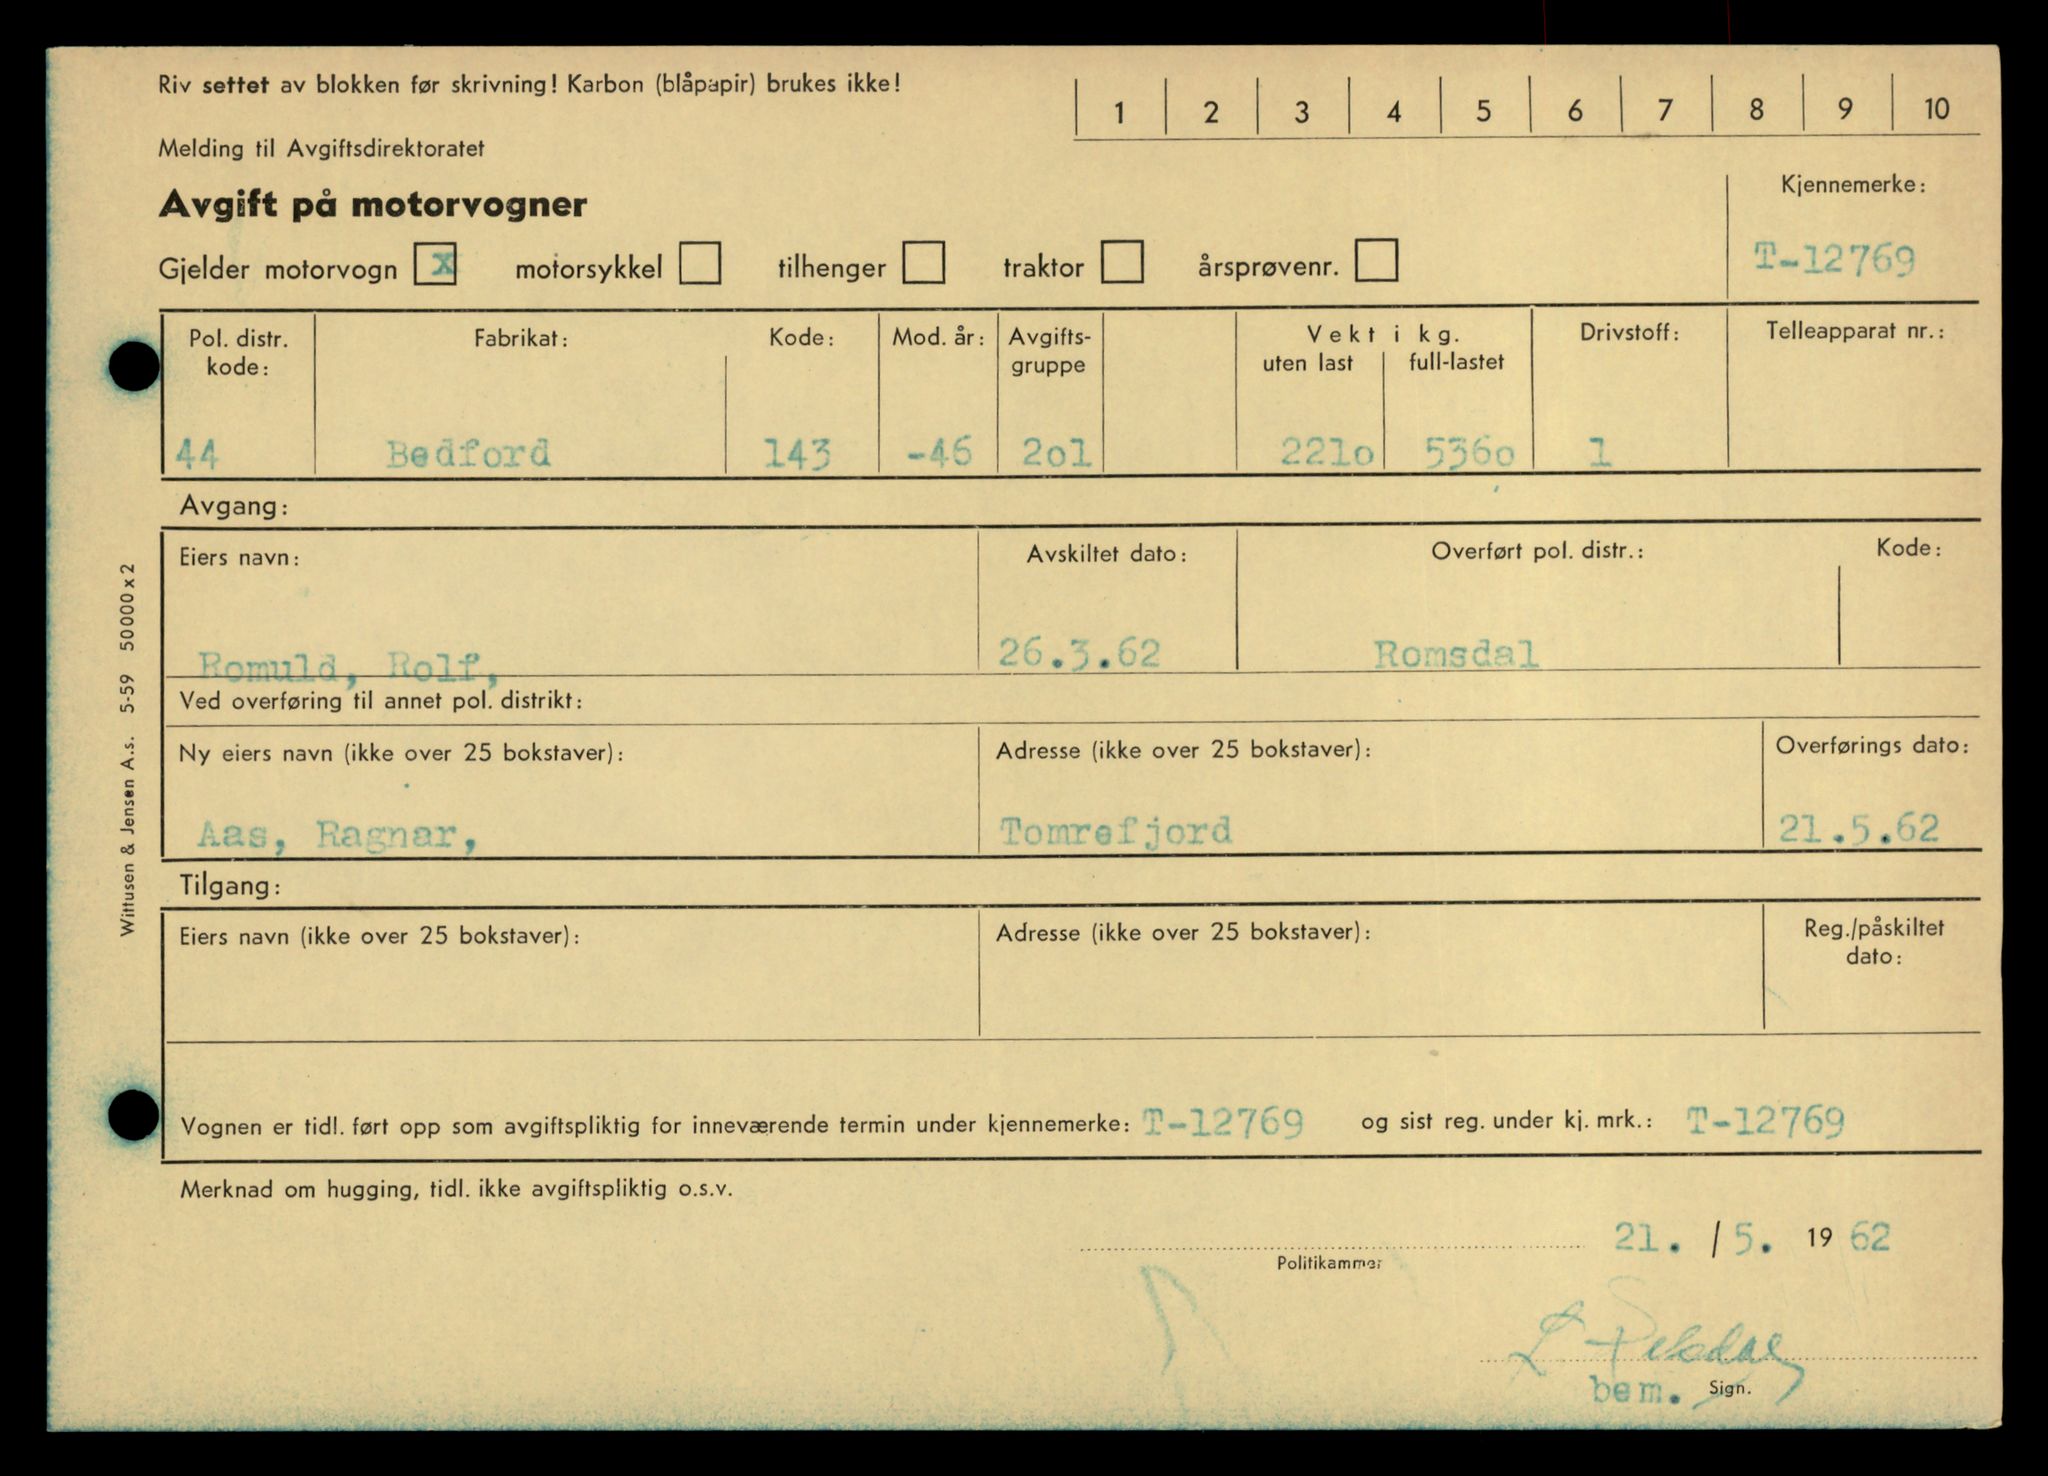 Riv settet av blokken før skrivning! Karbon (blåpapir) brukes ikke!
1 2 3 4 5 6 7 8 9 10
Melding til Avgiftsdirektoratet
Avgift på motorvogner
Kjennemerke:
T-12769
Gjelder motorvogn x motorsykkel tilhenger traktor årsprøvenr.
Pol. distr. kode: Fabrikat: Kode: Mod. år: Avgifts-gruppe Vekt i kg. uten last full-lastet Drivstoff: Telleapparat nr.:
44 Bedford 143 -46 2o1 221o 536o 1
Avgang:
Eiers navn: Avskiltet dato: Overført pol. distr.: Kode:
Romuld, Rolf, 26.3.62 Romsdal
Ved overføring til annet pol. distrikt:
Ny eiers navn (ikke over 25 bokstaver): Adresse (ikke over 25 bokstaver): Overførings dato:
Aas, Ragnar, Tomrefjord 21.5.62
Tilgang:
Eiers navn (ikke over 25 bokstaver): Adresse (ikke over 25 bokstaver): Reg./påskiltet dato:
Vognen er tidl. ført opp som avgiftspliktig for inneværende termin under kjennemerke: T-12769 og sist reg. under kj. mrk.: T-12769
Merknad om hugging, tidl. ikke avgiftspliktig o.s.v.
21. / 5. 19 62
Politikammer
bem. Sign.
Wittusen & Jensen A.s. 5-59 50000 x 2